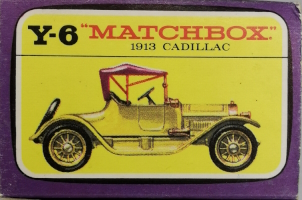 Y-6 "MATCHBOX"
1913 CADILLAC